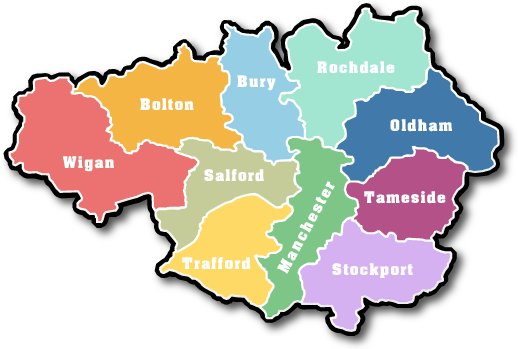 Rochdale
Bury
Bolton
Oldham
Wigan
Salford
Tameside
Manchester
Trafford
Stockport